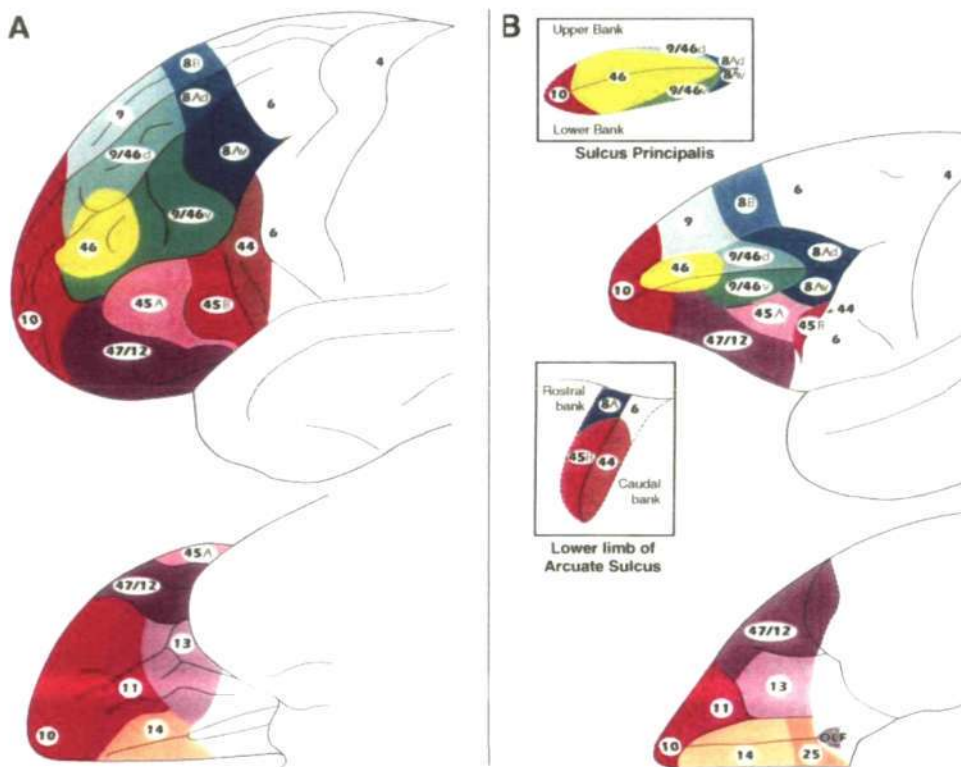 A
8B
4
8Ad
6
9
9/46d
8Av
9/46v
46
6
44
45A
45B
10
47/12
45A
47/12
13
11
14
10
B
Upper Bank
9/46d
8Ad
46
8Av
10
9/46v
Lower Bank
Sulcus Principalis
4
8B
6
9
8Ad
9/46d
46
10
9/46v
8Av
45A
44
45B
47/12
6
Rostral
bank
8A
6
45B
44
Caudal
bank
Lower limb of
Arcuate Sulcus
47/12
13
11
OLF
10
14
25